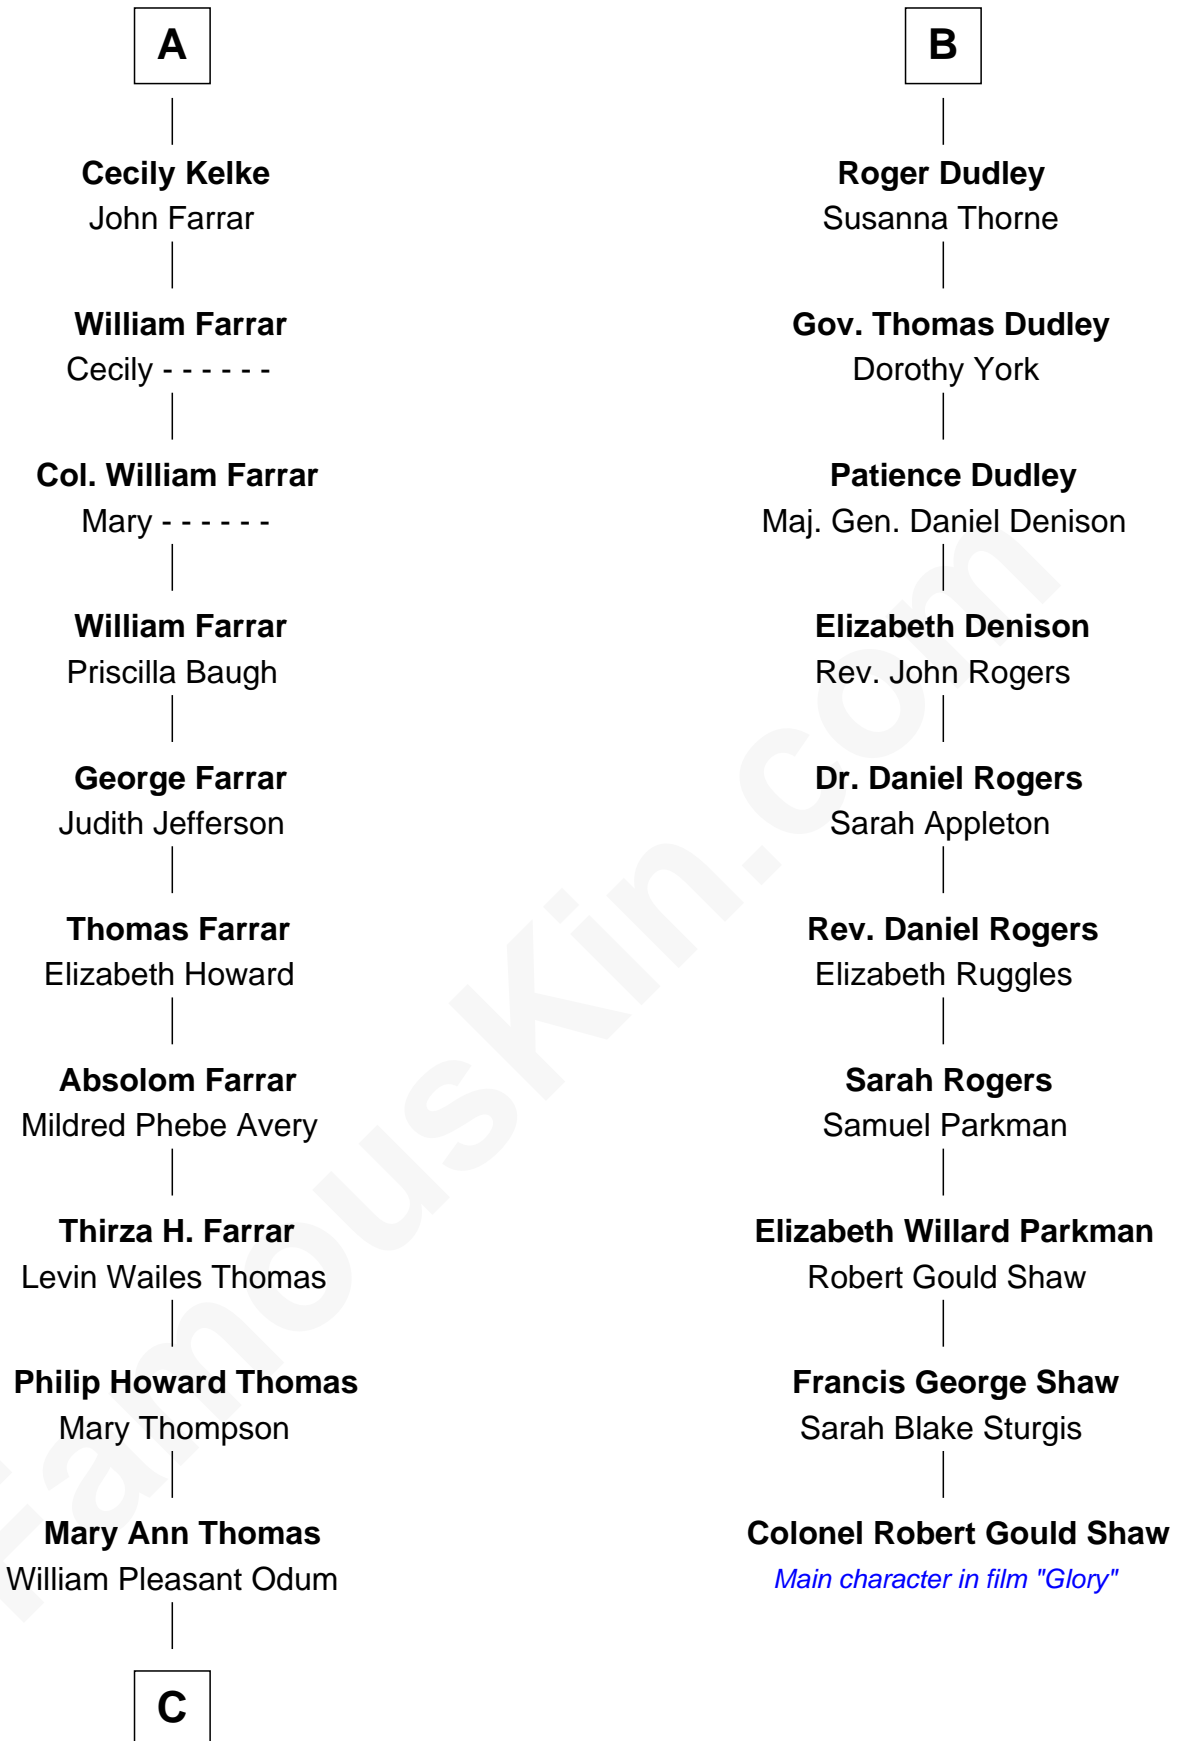 A
Cecily Kelke
John Farrar
William Farrar
Cecily - - - - - -
Col. William Farrar
Mary - - - - - -
William Farrar
Priscilla Baugh
George Farrar
Judith Jefferson
Thomas Farrar
Elizabeth Howard
Absolom Farrar
Mildred Phebe Avery
Thirza H. Farrar
Levin Wailes Thomas
Philip Howard Thomas
Mary Thompson
Mary Ann Thomas
William Pleasant Odum
C
B
Roger Dudley
Susanna Thorne
Gov. Thomas Dudley
Dorothy York
Patience Dudley
Maj. Gen. Daniel Denison
Elizabeth Denison
Rev. John Rogers
Dr. Daniel Rogers
Sarah Appleton
Rev. Daniel Rogers
Elizabeth Ruggles
Sarah Rogers
Samuel Parkman
Elizabeth Willard Parkman
Robert Gould Shaw
Francis George Shaw
Sarah Blake Sturgis
Colonel Robert Gould Shaw
Main character in film "Glory"
FamousKin.com